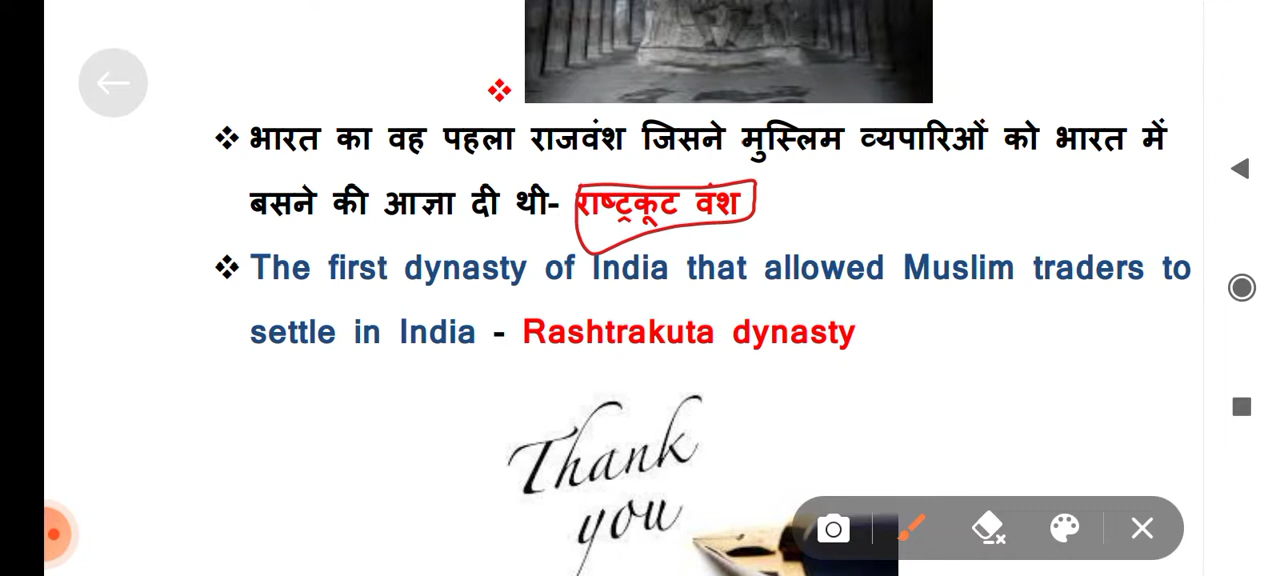 भारत का वह पहला राजवंश जिसने मुस्लिम व्यपारिओं को भारत में
बसने की आज्ञा दी थी- राष्ट्रकूट वंश
The first dynasty of India that allowed Muslim traders to
settle in India - Rashtrakuta dynasty
Thank
you